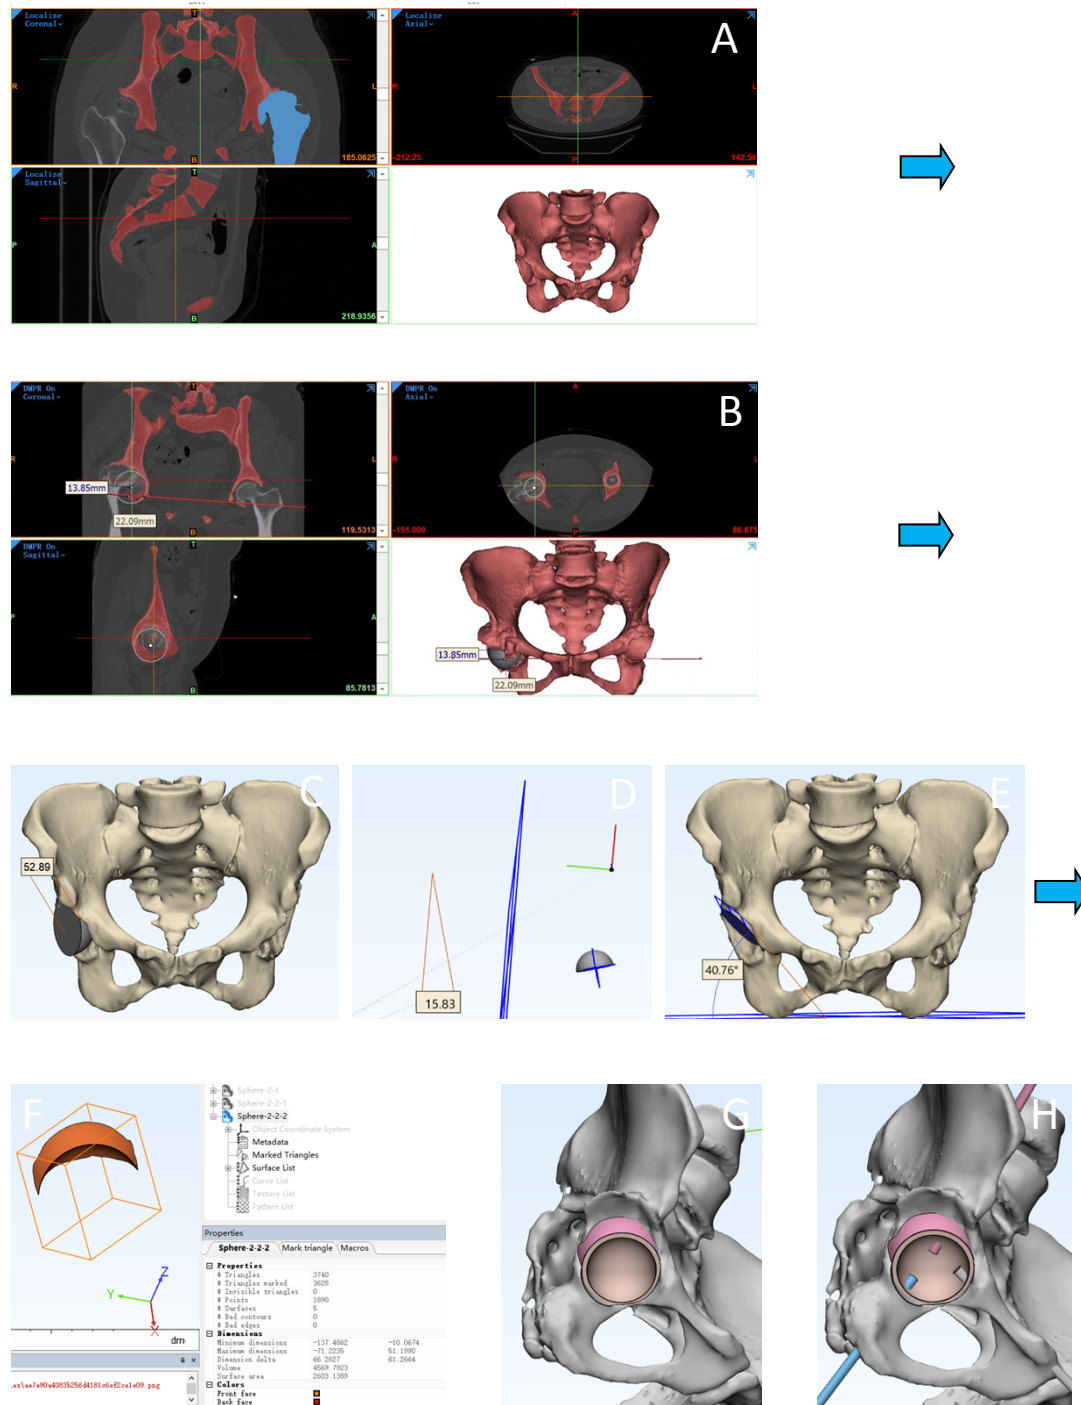 Localize
Coronal
T
R
L
B
185.0625
Localize
Axial
A
A
R
L
P
-212.25
142.50
Localize
Sagittal
T
P
A
B
218.9356
DMPR On
Coronal
T
R
L
13.85mm
22.09mm
B
119.5313
DMPR On
Axial
A
B
R
L
P
-155.000
86.875
DMPR On
Sagittal
T
P
A
B
85.7813
13.85mm
22.09mm
C
52.89
D
15.83
E
40.76°
F
Z
Y
X
dm
Sphere-2-1
Sphere-2-2-1
Sphere-2-2-2
Object Coordinate System
Metadata
Marked Triangles
Surface List
Curve List
Texture List
Pattern List
Properties
Sphere-2-2-2 Mark triangle Macros
Properties
# Triangles 3740
# Triangles marked 3628
# Invisible triangles 0
# Points 1890
# Surfaces 5
# Bad contours 0
# Bad edges 0
Dimensions
Minimum dimensions -137.4862 -10.0674
Maximum dimensions -71.2235 51.1990
Dimension delta 66.2627 61.2664
Volume 4569.7923
Surface area 2603.1389
Colors
Front face
Back face
G
H